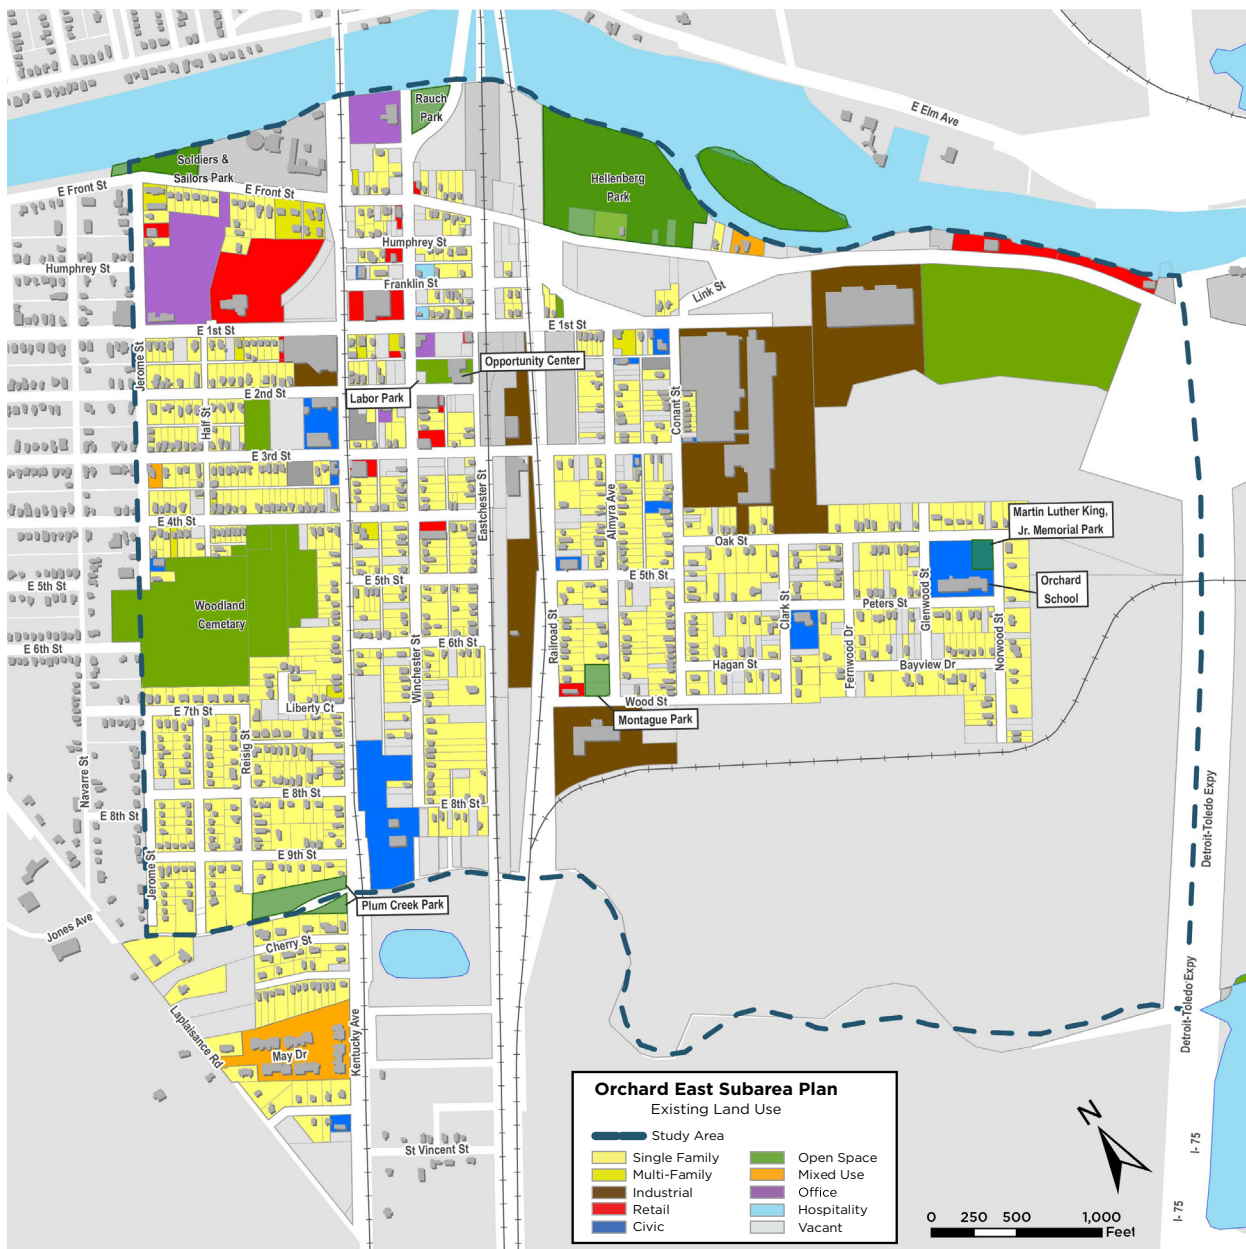 Rauch
Park
E Elm Ave
Soldiers &
Sailors Park
E Front St
E Front St
Hellenberg
Park
Humphrey St
Humphrey St
Franklin St
Link St
E 1st St
E 1st St
Jerome St
Opportunity Center
Labor Park
E 2nd St
Half St
Conant St
E 3rd St
Eastchester St
Almyra Ave
E 4th St
Martin Luther King,
Jr. Memorial Park
Oak St
E 5th St
E 5th St
E 5th St
Orchard
School
Woodland
Cemetary
Clark St
Peters St
Glenwood St
E 6th St
E 6th St
Railroad St
Winchester St
Norwood St
Fernwood Dr
Hagan St
Bayview Dr
Wood St
Liberty Ct
E 7th St
Montague Park
Reisig St
Navarre St
E 8th St
E 8th St
E 8th St
Detroit-Toledo Expy
E 9th St
Jerome St
Plum Creek Park
Jones Ave
Cherry St
Laplaisance Rd
Kentucky Ave
May Dr
Detroit-Toledo Expy
St Vincent St
I- 75
I- 75
Orchard East Subarea Plan
Existing Land Use
Study Area
Single Family
Multi-Family
Industrial
Retail
Civic
Open Space
Mixed Use
Office
Hospitality
Vacant
N
0 250 500 1,000
Feet